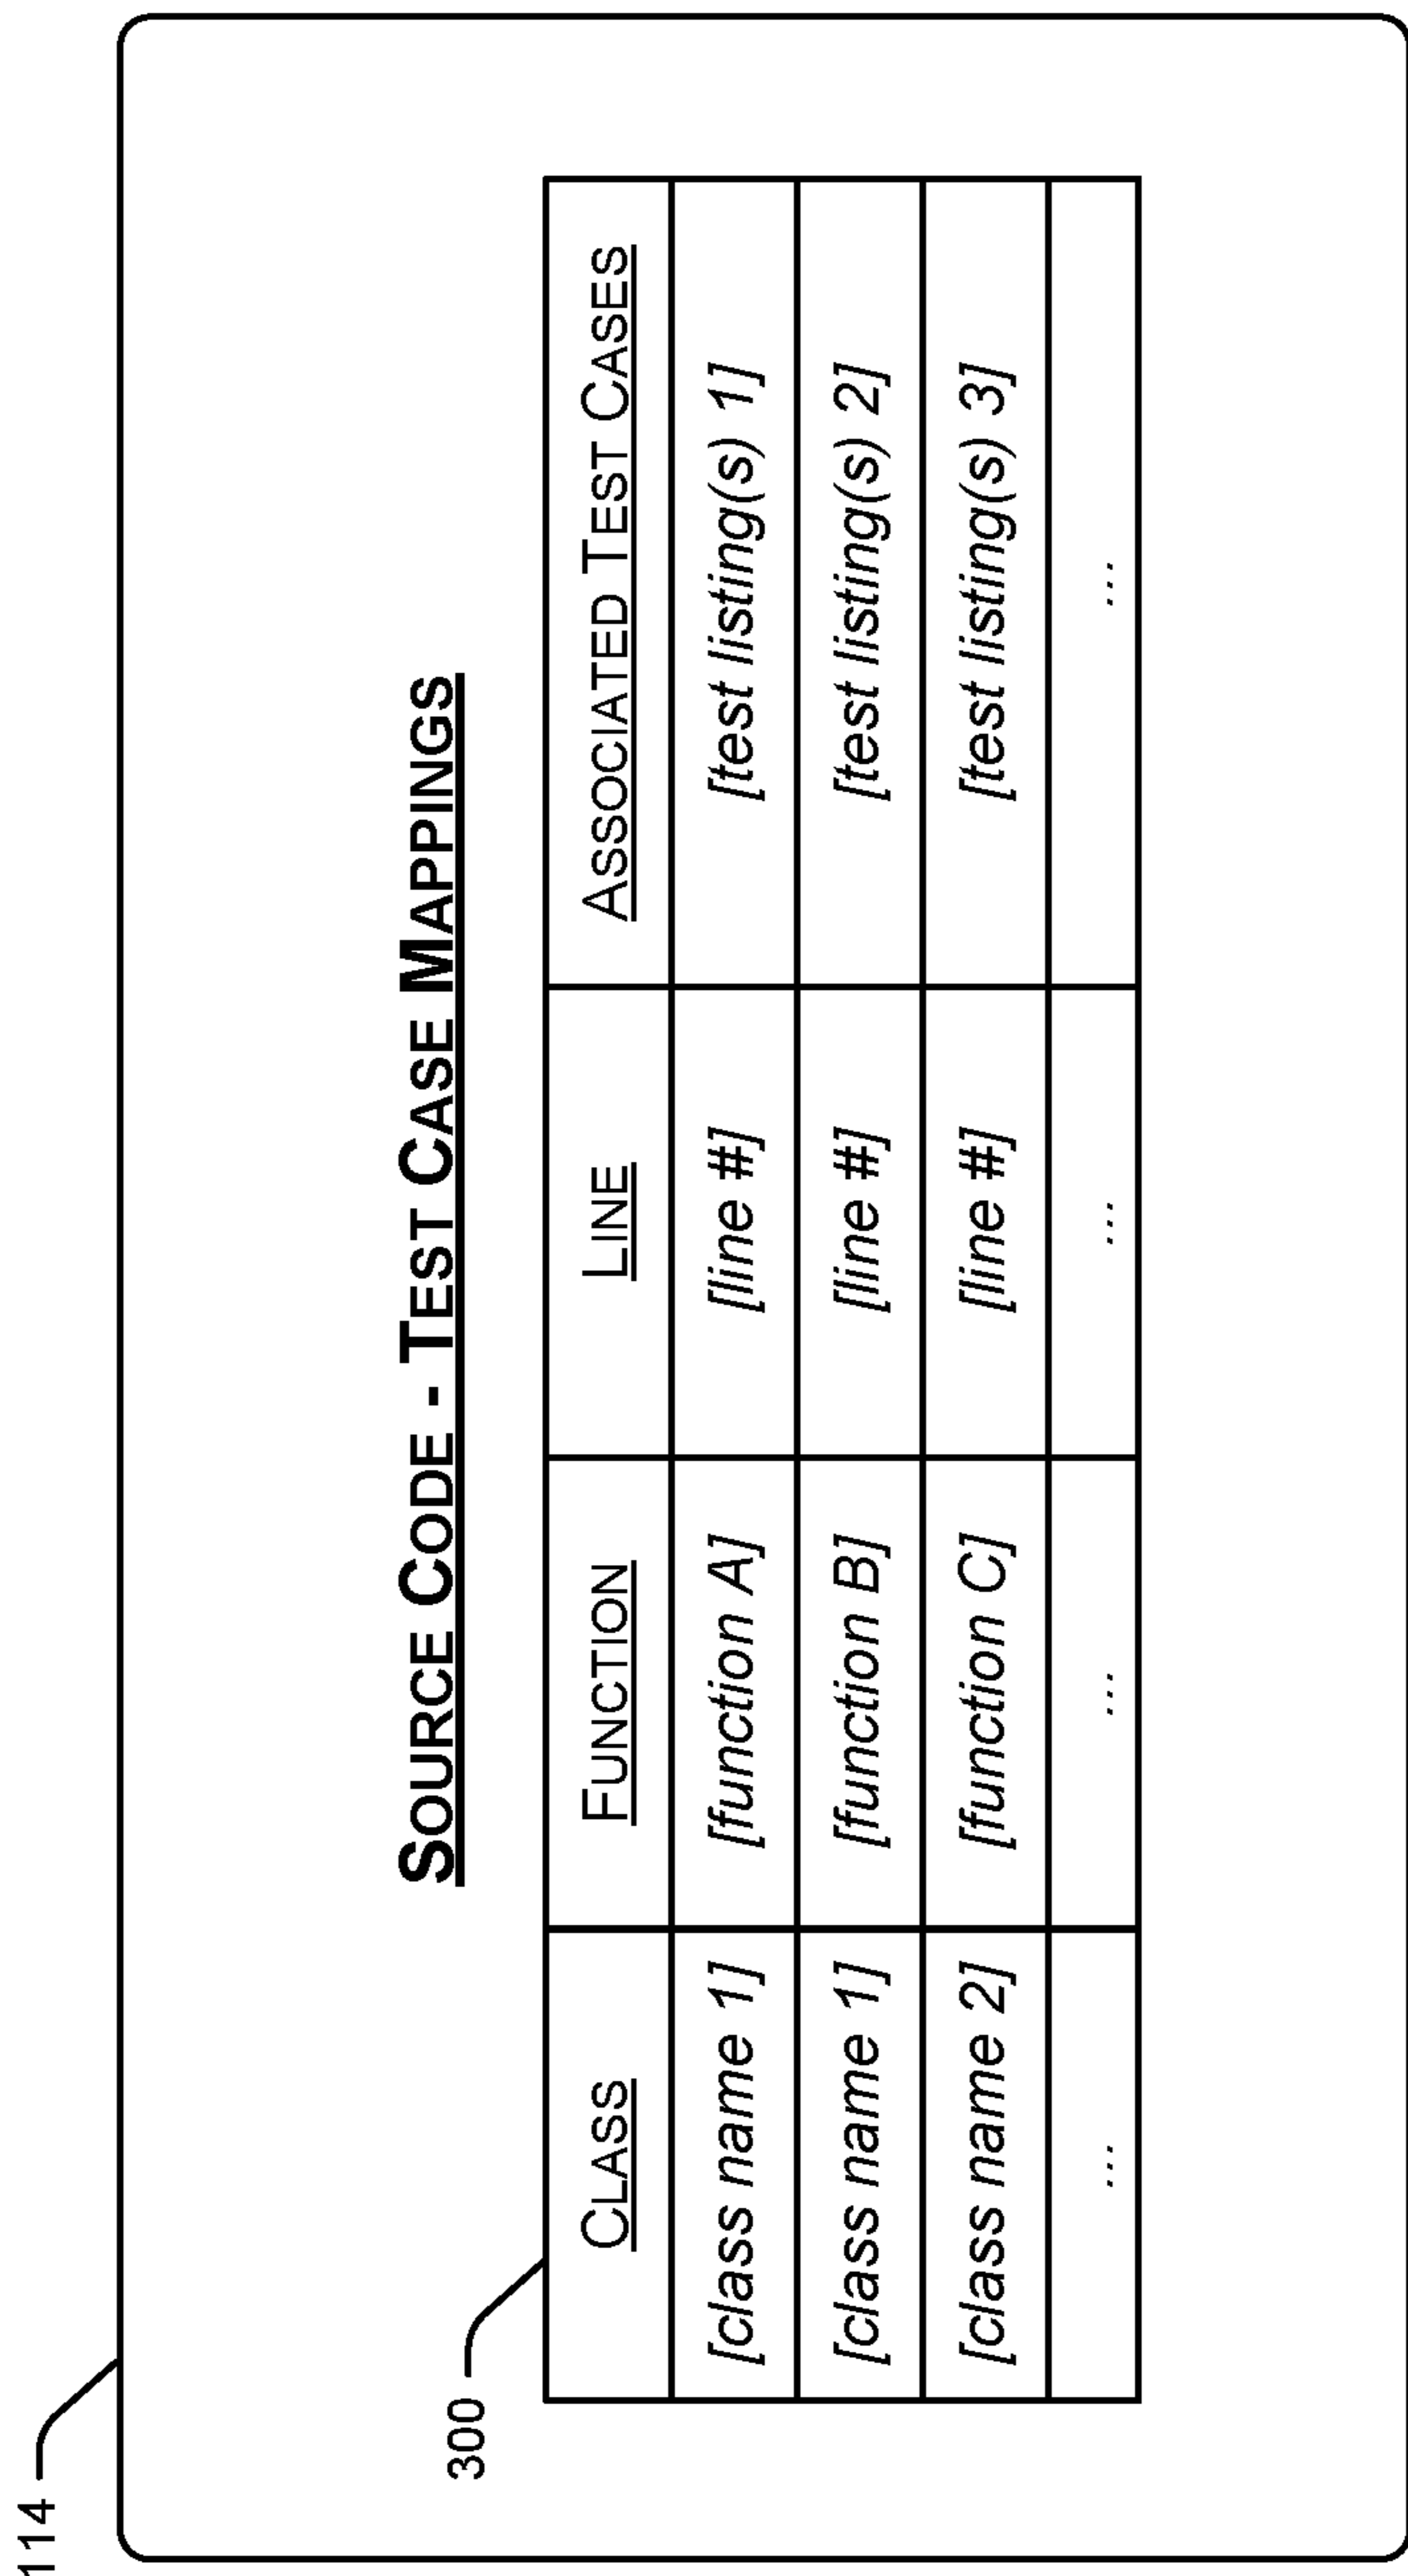 114
SOURCE CODE - TEST CASE MAPPINGS
300
CLASS FUNCTION LINE ASSOCIATED TEST CASES
[class name 1] [function A] [line #] [test listing(s) 1]
[class name 1] [function B] [line #] [test listing(s) 2]
[class name 2] [function C] [line #] [test listing(s) 3]
... ... ... ...